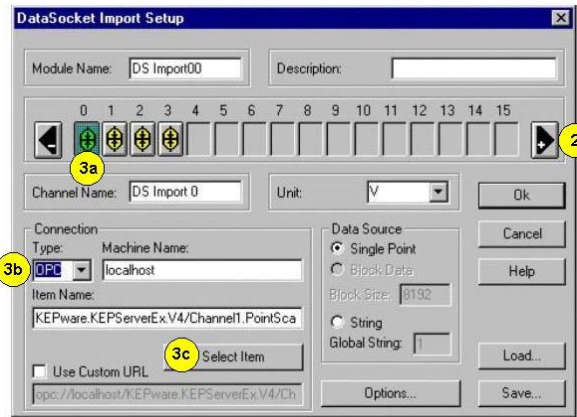 DataSocket Import Setup
Module Name: DS Import00 Description:
0 1 2 3 4 5 6 7 8 9 10 11 12 13 14 15
2
3a
Channel Name: DS Import 0 Unit: V Ok
Connection Data Source Cancel
Type: Machine Name: Single Point
3b OPC localhost Block Data Help
Item Name: Block Size: 8192
KEPware.KEPServerEx.V4/Channel1.PointSca String
3c Select Item Global String: 1 Load...
Use Custom URL
opc://localhost/KEPware.KEPServerEx.V4/Ch Options... Save...